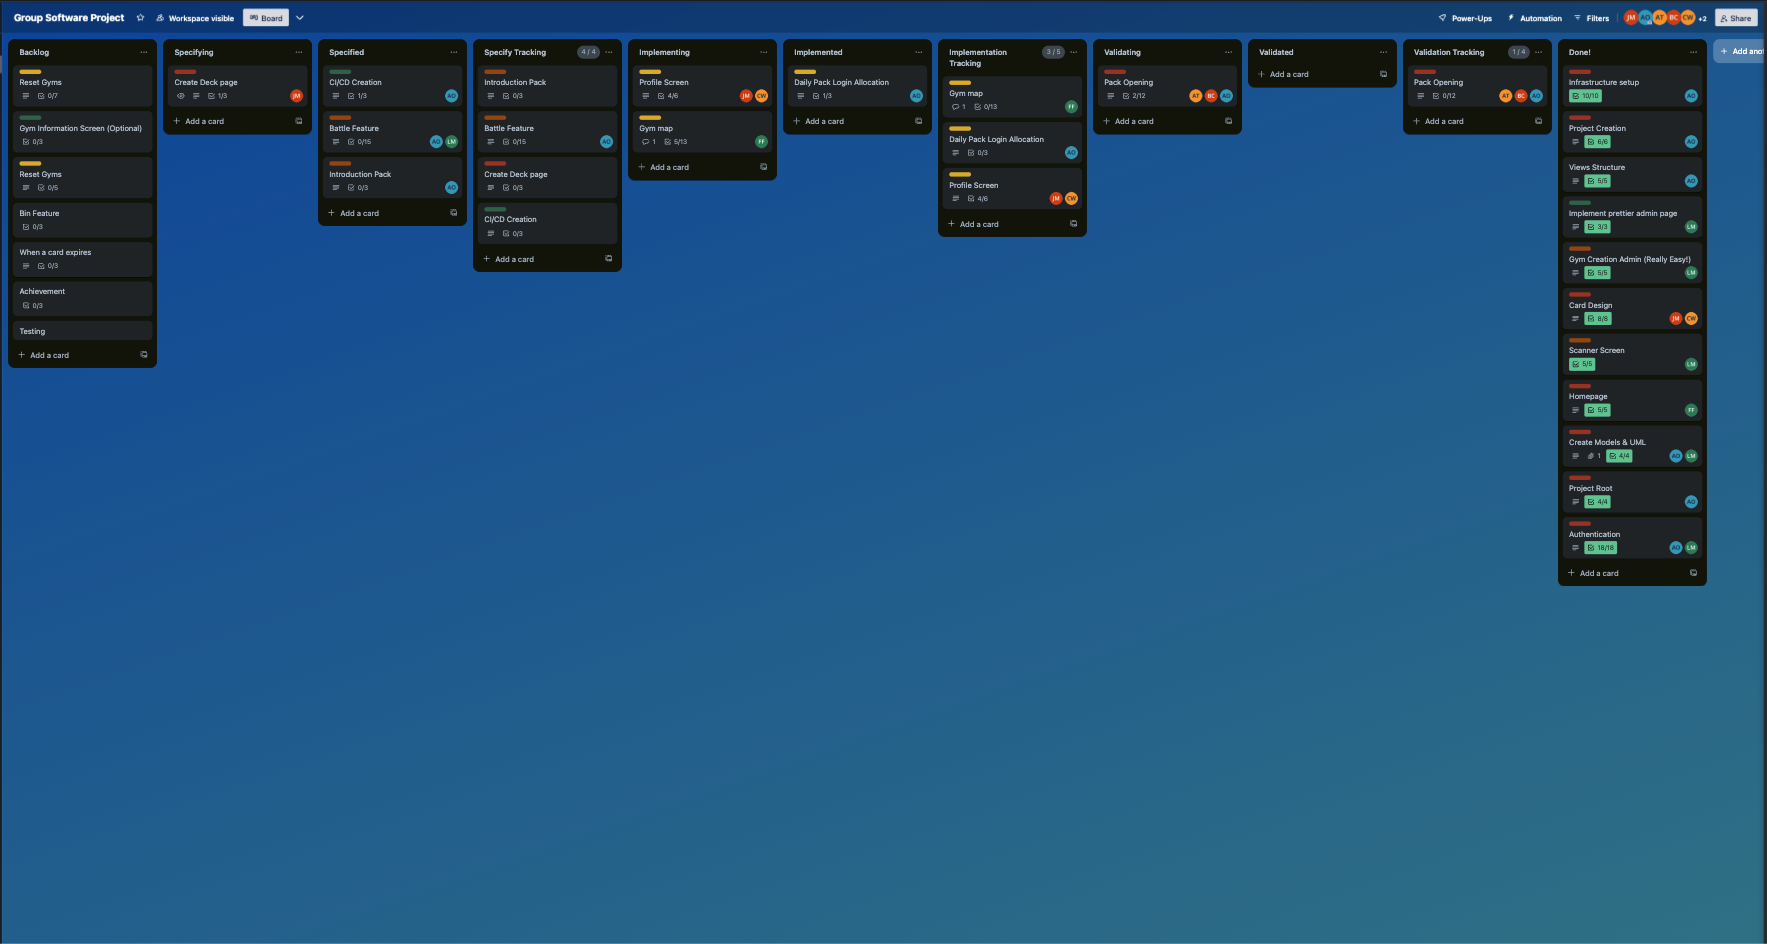 Group Software Project
Workspace visible
Board
Power-Ups
Automation
Filters
JM AO AT BC CW +2
Share
Backlog
Reset Gyms
0/7
Gym Information Screen (Optional)
0/3
Reset Gyms
0/5
Bin Feature
0/3
When a card expires
0/3
Achievement
0/3
Testing
+ Add a card
Specifying
Create Deck page
1/3 JM
+ Add a card
Specified
CI/CD Creation
1/3 AO
Battle Feature
0/15 AO LM
Introduction Pack
0/3 AO
+ Add a card
Specify Tracking 4 / 4
Introduction Pack
0/3
Battle Feature
0/15 AO
Create Deck page
0/3
CI/CD Creation
0/3
+ Add a card
Implementing
Profile Screen
4/6 JM CW
Gym map
1 5/13 FF
+ Add a card
Implemented
Daily Pack Login Allocation
1/3 AO
+ Add a card
Implementation
Tracking
3 / 5
Gym map
1 0/13 FF
Daily Pack Login Allocation
0/3 AO
Profile Screen
4/6 JM CW
+ Add a card
Validating
Pack Opening
2/12 AT BC AO
+ Add a card
Validated
+ Add a card
Validation Tracking 1 / 4
Pack Opening
0/12 AT BC AO
+ Add a card
Done!
Infrastructure setup
10/10 AO
Project Creation
6/6 AO
Views Structure
5/5 AO
Implement prettier admin page
3/3 LM
Gym Creation Admin (Really Easy!)
5/5 LM
Card Design
8/8 JM CW
Scanner Screen
5/5 LM
Homepage
5/5 FF
Create Models & UML
1 4/4 AO LM
Project Root
4/4 AO
Authentication
18/18 AO LM
+ Add a card
+ Add anot